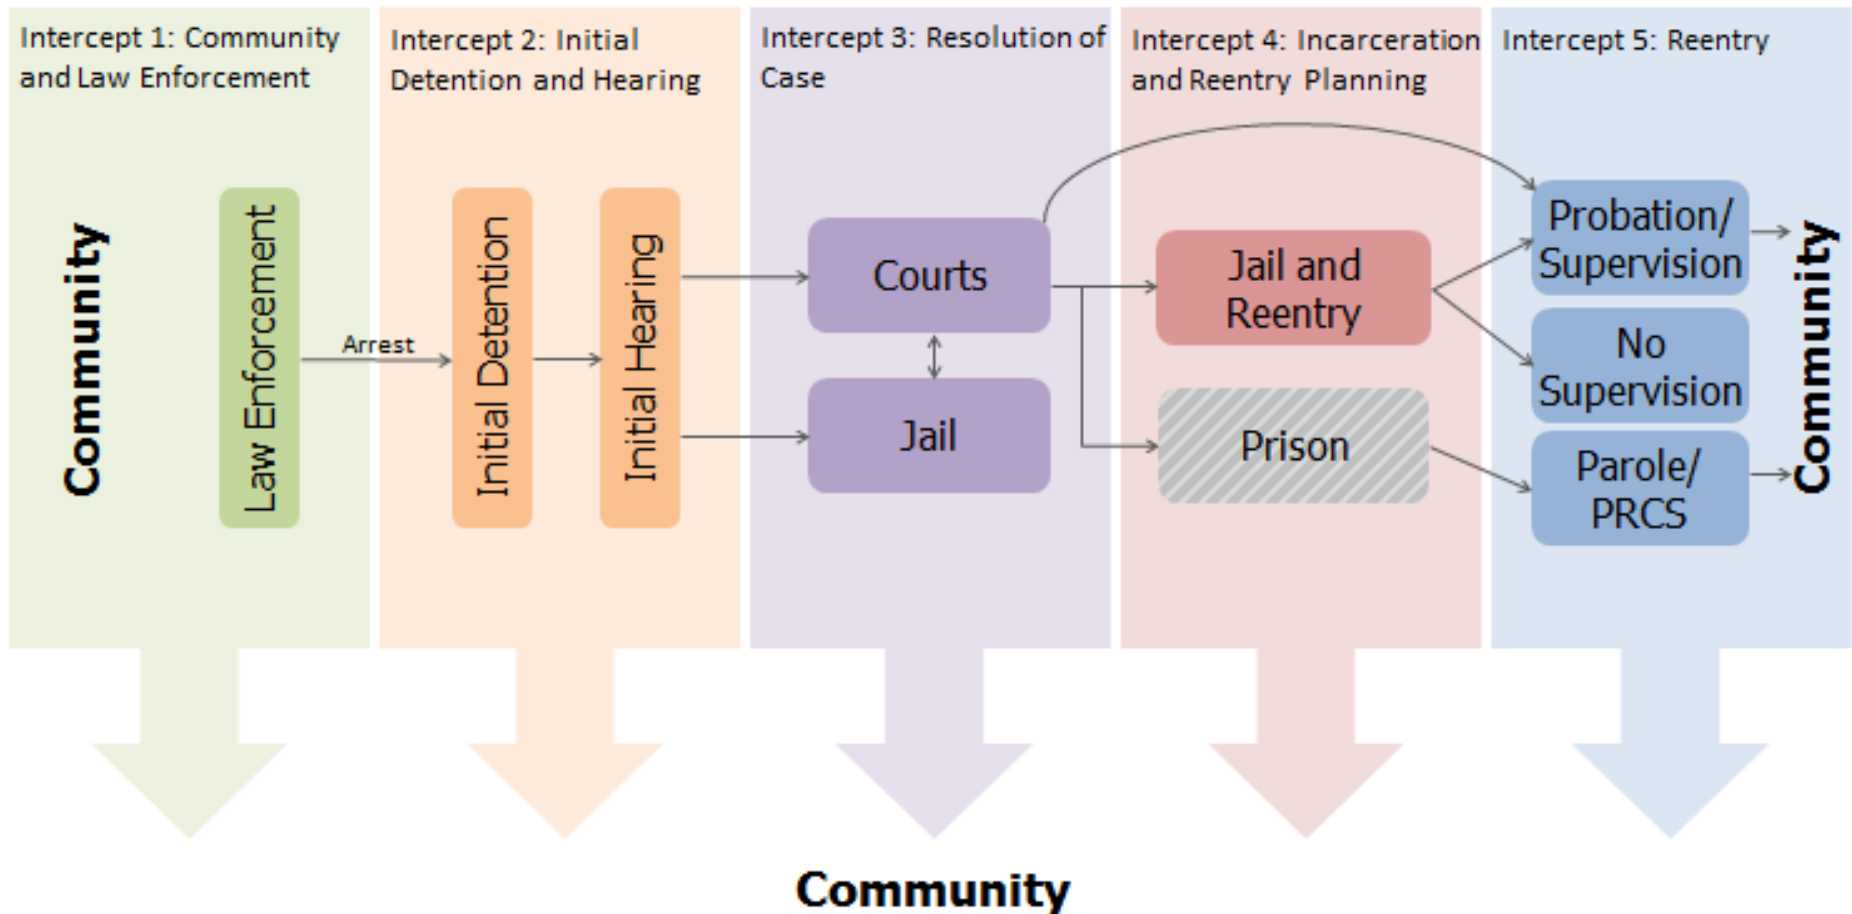 Intercept 1: Community
and Law Enforcement
Intercept 2: Initial
Detention and Hearing
Intercept 3: Resolution of
Case
Intercept 4: Incarceration
and Reentry Planning
Intercept 5: Reentry
Community
Law Enforcement
Arrest
Initial Detention
Initial Hearing
Courts
Jail
Jail and
Reentry
Prison
Probation/
Supervision
No
Supervision
Parole/
PRCS
Community
Community